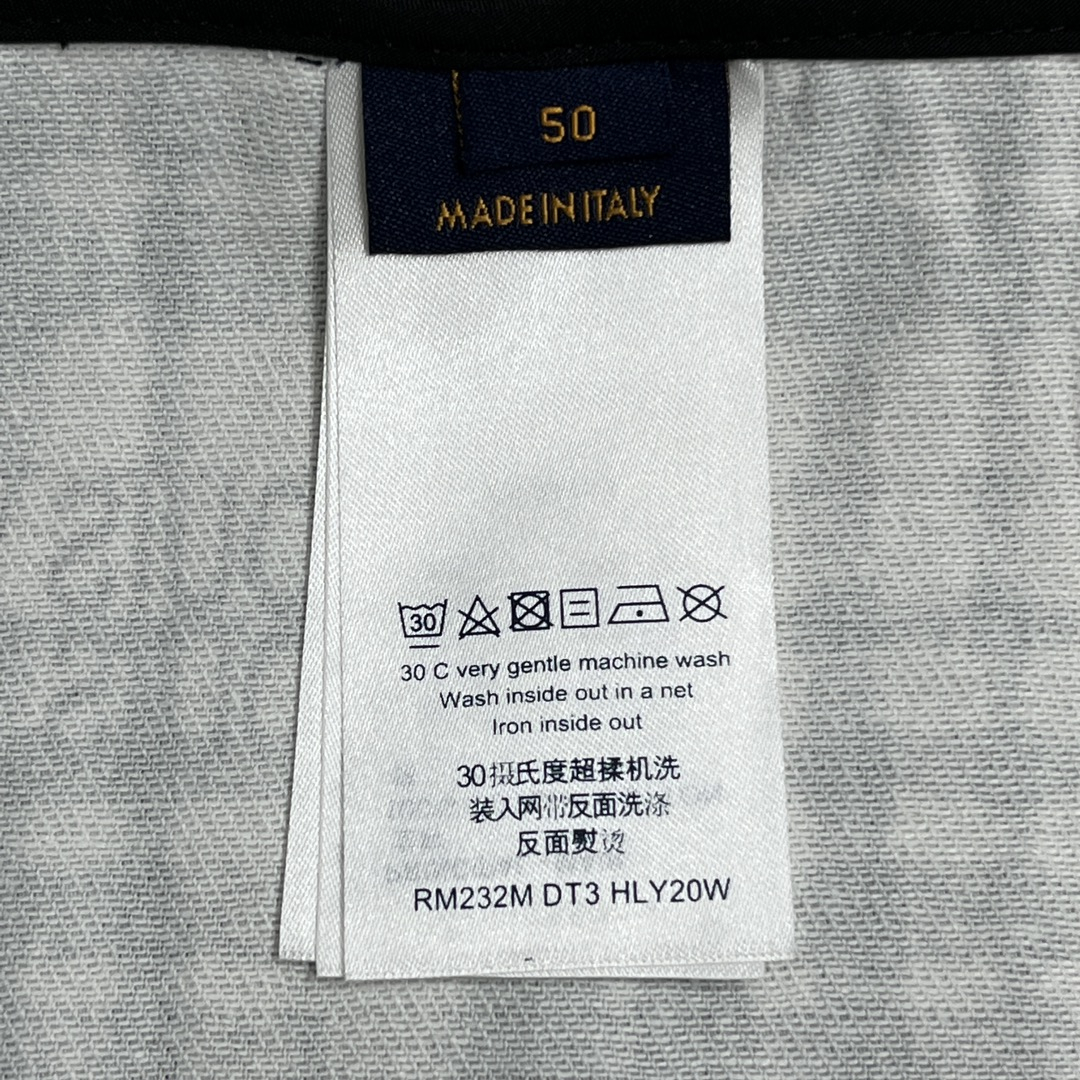 50
MADE IN ITALY
30
30 C very gentle machine wash
Wash inside out in a net
Iron inside out
30摄氏度超揉机洗
装入网带反面洗涤
反面熨烫
RM232M DT3 HLY20W